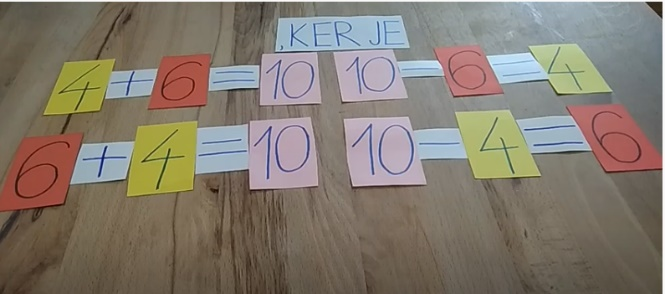 ,KER JE
4 + 6 = 10 10 - 6 = 4
6 + 4 = 10 10 - 4 = 6